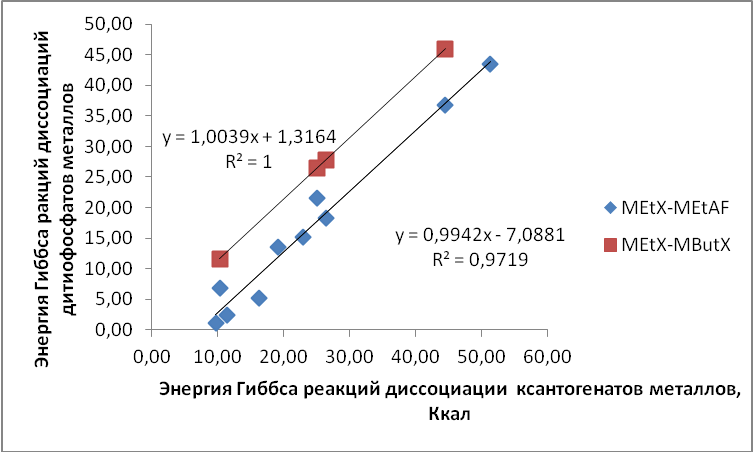 50,00
45,00
40,00
35,00
30,00
25,00
20,00
15,00
10,00
5,00
0,00
0,00 10,00 20,00 30,00 40,00 50,00 60,00
Энергия Гиббса ракций диссоциаций
дитиофосфатов металлов
y = 1,0039x + 1,3164
R² = 1
y = 0,9942x - 7,0881
R² = 0,9719
MEtX-MEtAF
MEtX-MButX
Энергия Гиббса реакций диссоциации ксантогенатов металлов,
Ккал